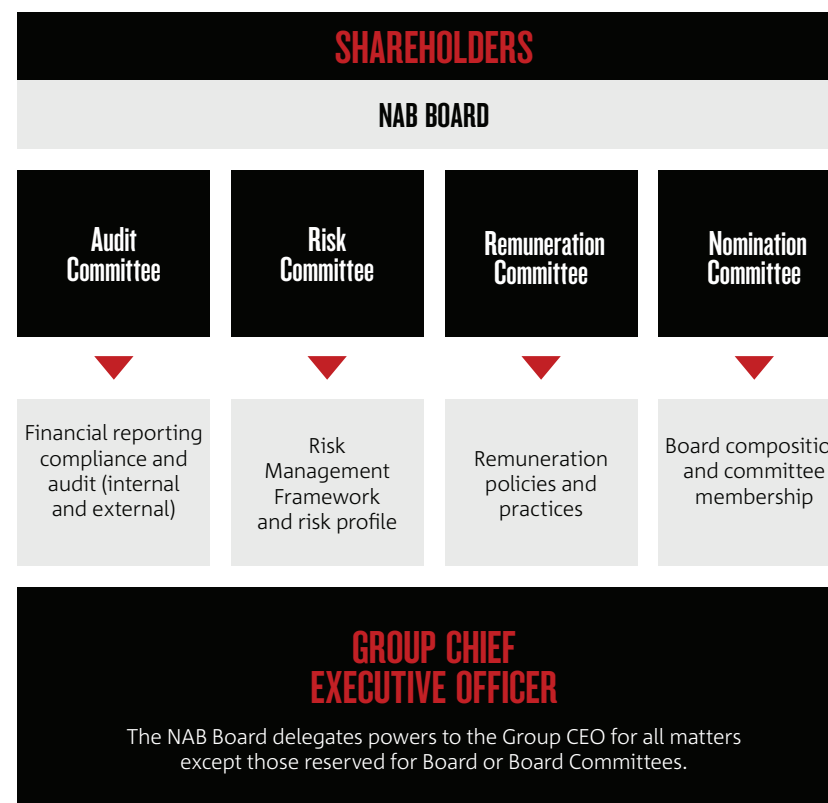 SHAREHOLDERS
NAB BOARD
Audit
Committee
Risk
Committee
Remuneration
Committee
Nomination
Committee
Financial reporting
compliance and
audit (internal
and external)
Risk
Management
Framework
and risk profile
Remuneration
policies and
practices
Board compositio
and committee
membership
GROUP CHIEF
EXECUTIVE OFFICER
The NAB Board delegates powers to the Group CEO for all matters
except those reserved for Board or Board Committees.